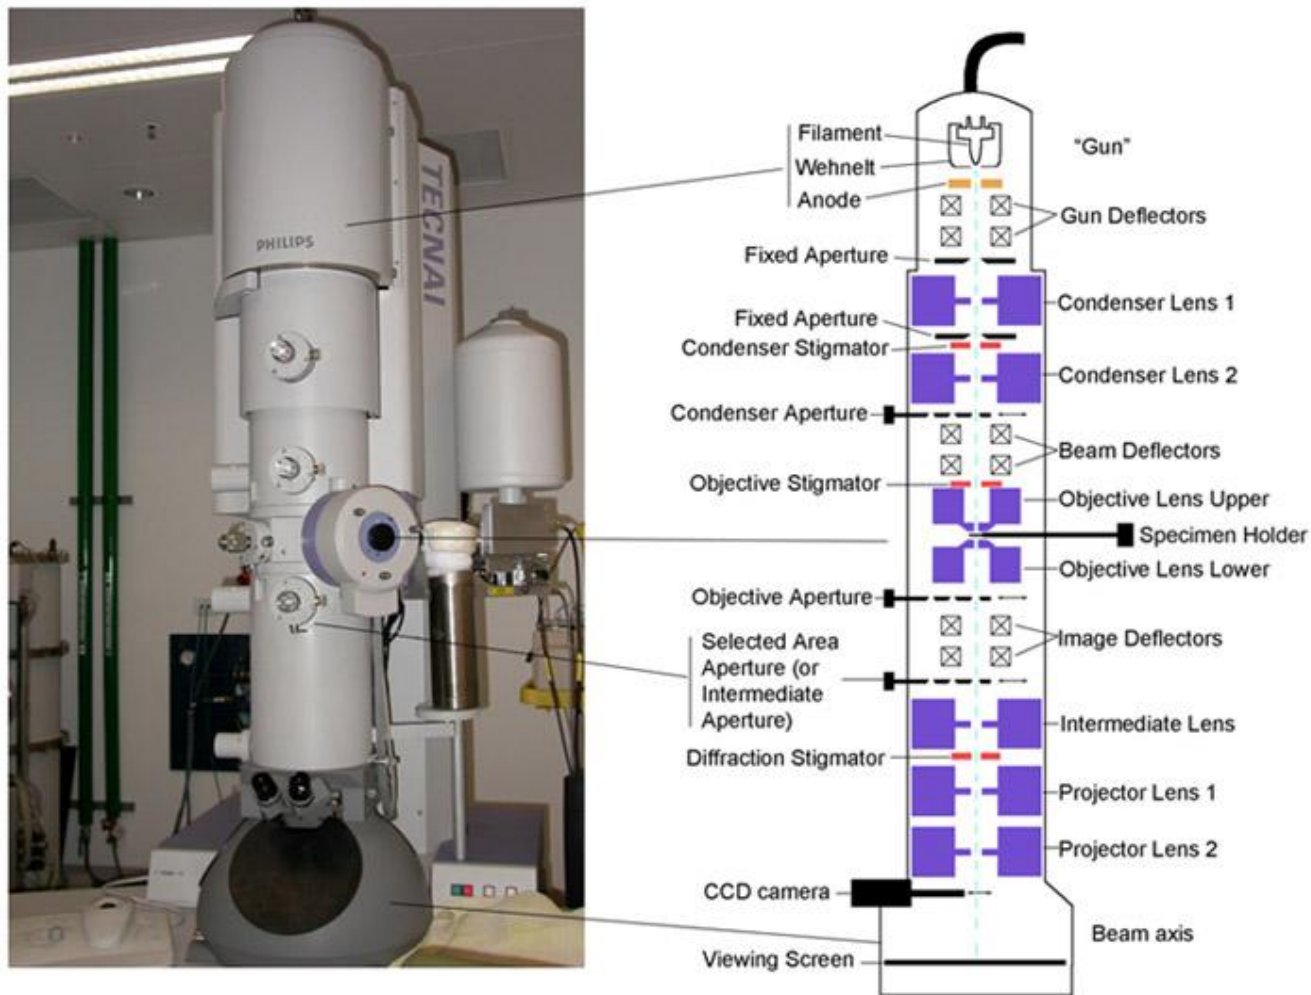 PHILIPS
TECNAI
Filament
Wehnelt
Anode
"Gun"
Gun Deflectors
Fixed Aperture
Condenser Lens 1
Fixed Aperture
Condenser Stigmator
Condenser Lens 2
Condenser Aperture
Beam Deflectors
Objective Stigmator
Objective Lens Upper
Specimen Holder
Objective Lens Lower
Objective Aperture
Image Deflectors
Selected Area
Aperture (or
Intermediate
Aperture)
Intermediate Lens
Diffraction Stigmator
Projector Lens 1
Projector Lens 2
CCD camera
Beam axis
Viewing Screen